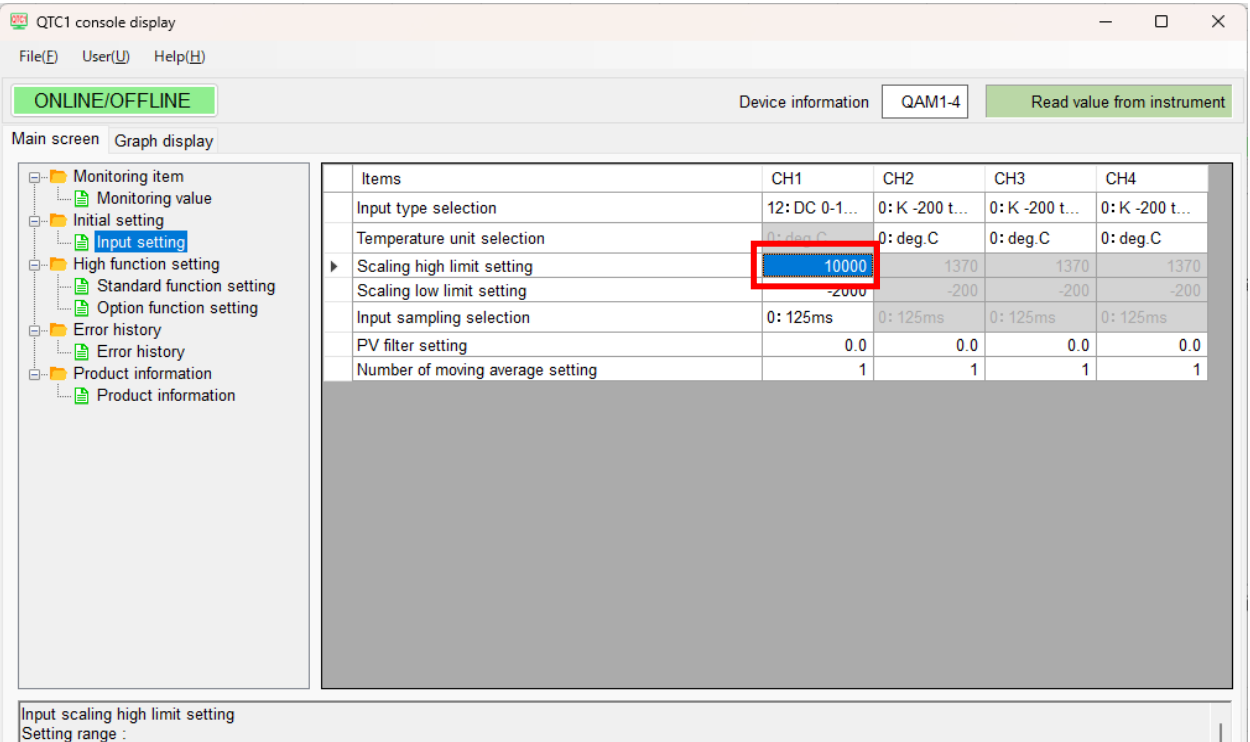 QTC1 console display
File(F) User(U) Help(H)
ONLINE/OFFLINE Device information QAM1-4 Read value from instrument
Main screen Graph display
Monitoring item
Monitoring value
Initial setting
Input setting
High function setting
Standard function setting
Option function setting
Error history
Error history
Product information
Product information
Items CH1 CH2 CH3 CH4
Input type selection 12: DC 0-1... 0: K -200 t... 0: K -200 t... 0: K -200 t...
Temperature unit selection 0: deg.C 0: deg.C 0: deg.C 0: deg.C
Scaling high limit setting 10000 1370 1370 1370
Scaling low limit setting -2000 -200 -200 -200
Input sampling selection 0: 125ms 0: 125ms 0: 125ms 0: 125ms
PV filter setting 0.0 0.0 0.0 0.0
Number of moving average setting 1 1 1 1
Input scaling high limit setting
Setting range :